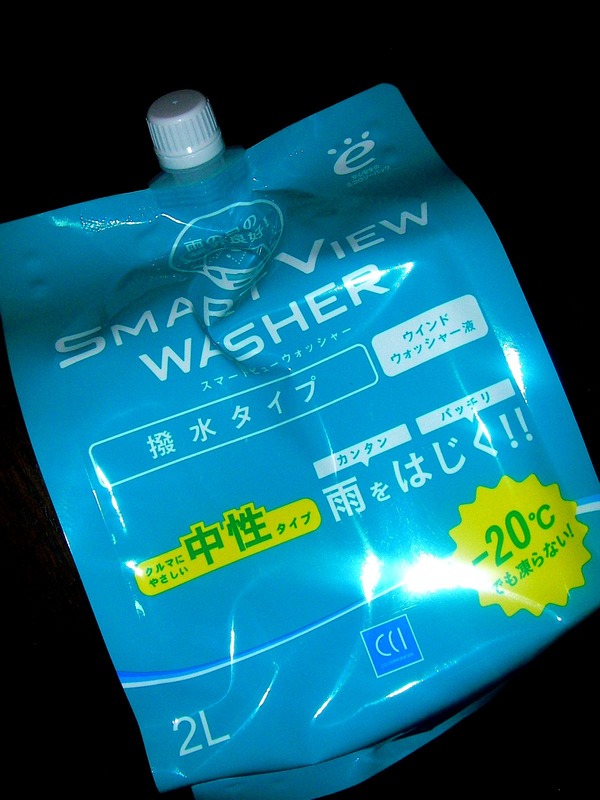 SMART VIEW
WASHER
スマートビューウォッシャー
ウインド
ウォッシャー液
撥水タイプ
カンタン
バッチリ
雨をはじく!!
クルマに
やさしい
中性タイプ
-20℃
でも凍らない!
CCI
2L